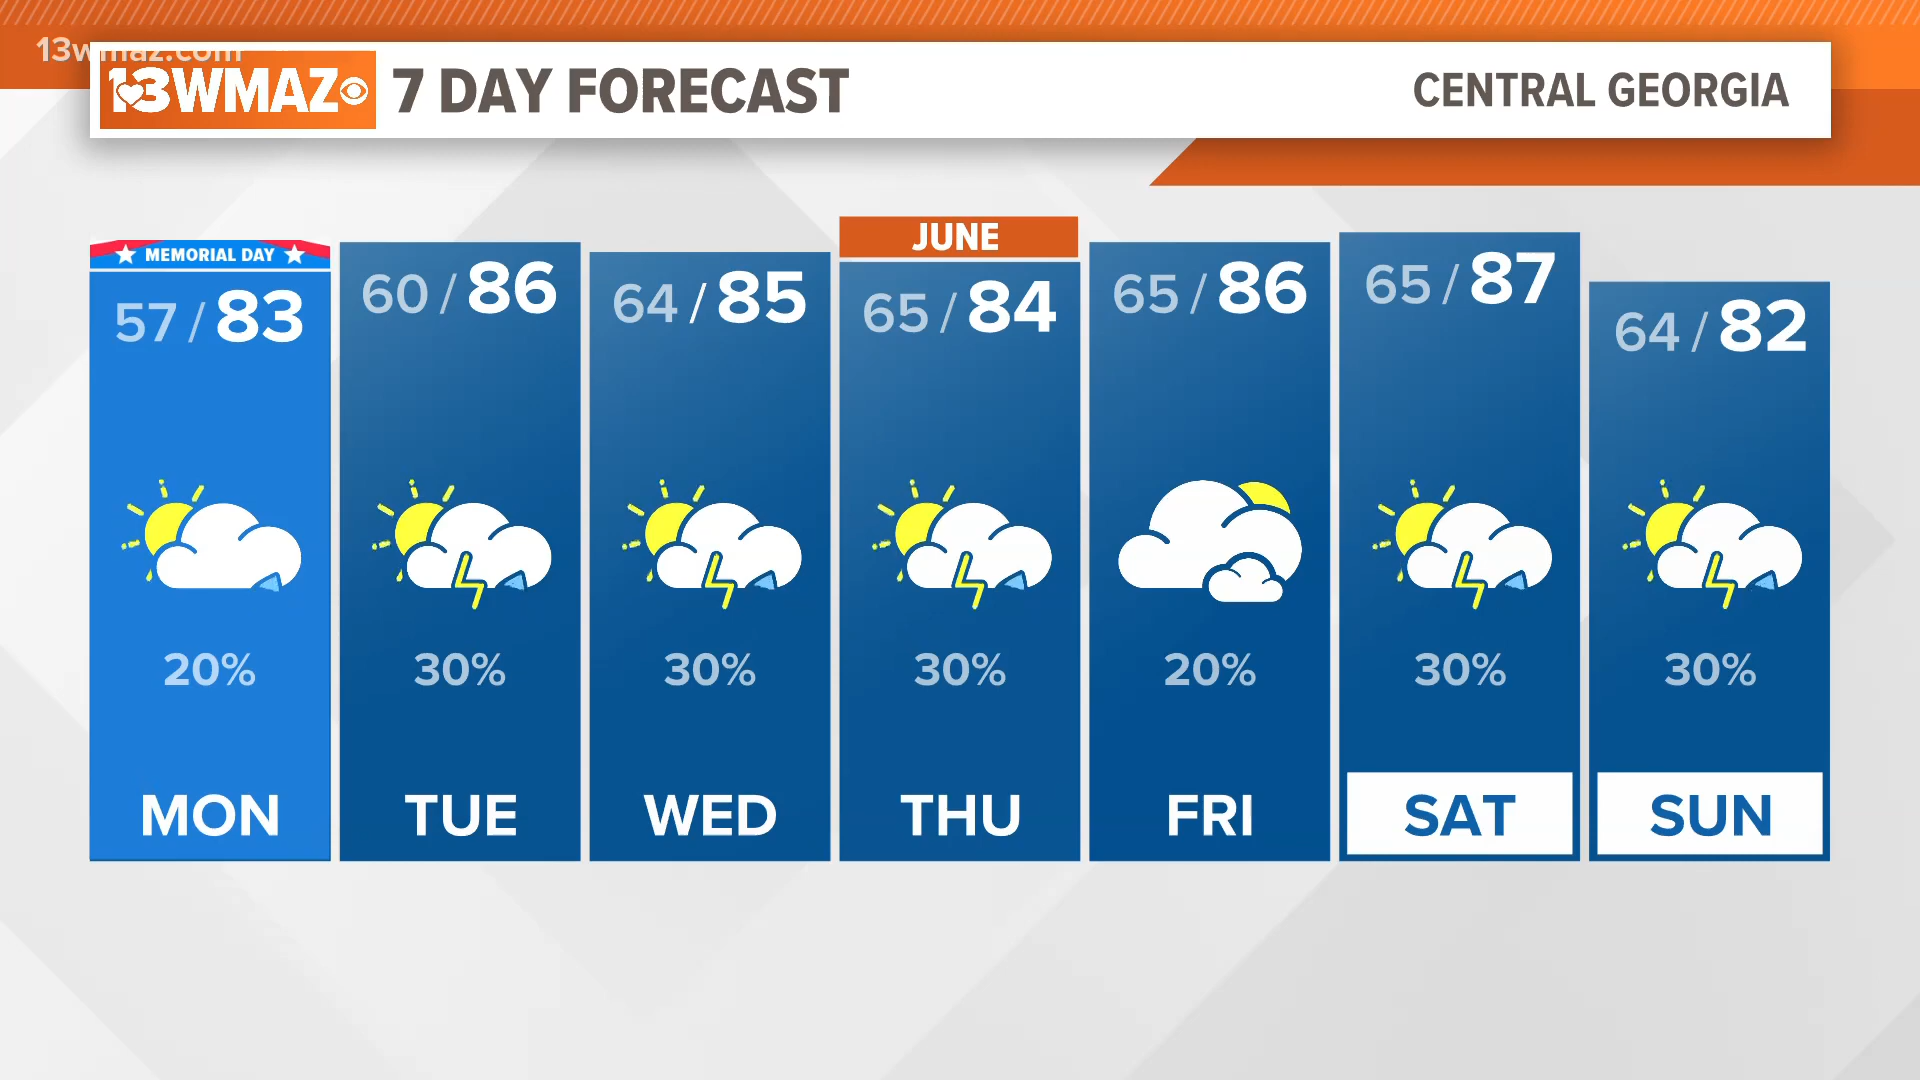 13wmaz.com
13WMAZ
7 DAY FORECAST
CENTRAL GEORGIA
MEMORIAL DAY
57 / 83
20%
MON
60 / 86
30%
TUE
64 / 85
30%
WED
JUNE
65 / 84
30%
THU
65 / 86
20%
FRI
65 / 87
30%
SAT
64 / 82
30%
SUN